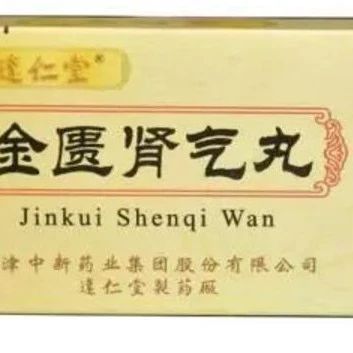 達仁堂®
金匮肾气丸
Jinkui Shenqi Wan
津中新药业集团股份有限公司
達仁堂製药厰